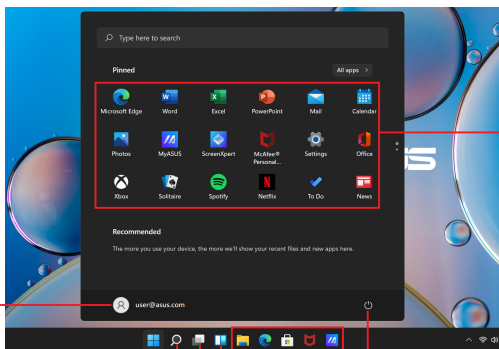 Type here to search
Pinned
All apps >
Microsoft Edge Word Excel PowerPoint Mail Calendar
Photos MyASUS ScreenXpert McAfee® Settings Office
Personal...
Xbox Solitaire Spotify Netflix To Do News
Recommended
The more you use your device, the more we'll show your recent files and new apps here.
user@asus.com